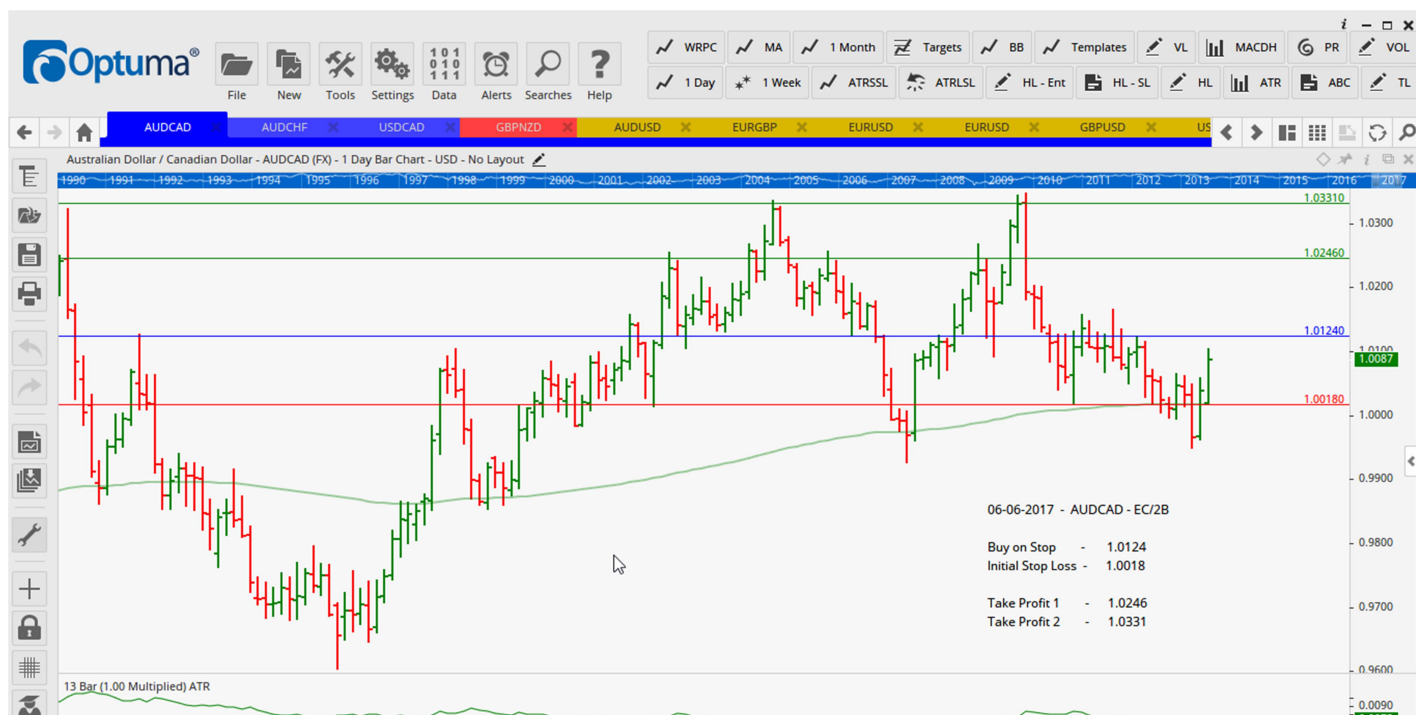 i
Optuma®
File
New
Tools
Settings
101 010 111
Data
Alerts
Searches
?
Help
WRPC MA 1 Month Targets BB Templates VL MACDH PR VOL
1 Day 1 Week ATRSSL ATRLSL HL - Ent HL - SL HL ATR ABC TL
AUDCAD AUDCHF USDCAD GBPNZD AUDUSD EURGBP EURUSD EURUSD GBPUSD US
Australian Dollar / Canadian Dollar - AUDCAD (FX) - 1 Day Bar Chart - USD - No Layout
1990 1991 1992 1993 1994 1995 1996 1997 1998 1999 2000 2001 2002 2003 2004 2005 2006 2007 2008 2009 2010 2011 2012 2013 2014 2015 2016 2017
1.03310
1.0300
1.02460
1.0200
1.01240
1.0100
1.0087
1.00180
1.0000
0.9900
0.9800
0.9700
0.9600
06-06-2017 - AUDCAD - EC/2B
Buy on Stop - 1.0124
Initial Stop Loss - 1.0018
Take Profit 1 - 1.0246
Take Profit 2 - 1.0331
13 Bar (1.00 Multiplied) ATR
0.0090